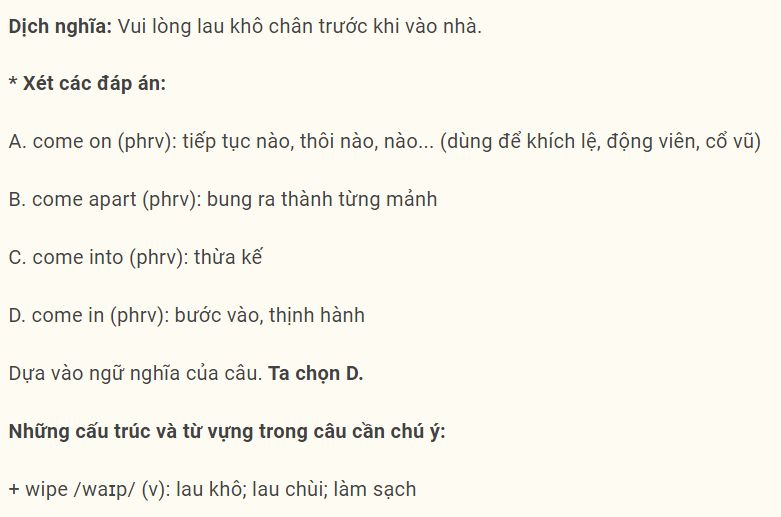 Dịch nghĩa: Vui lòng lau khô chân trước khi vào nhà.
* Xét các đáp án:
A. come on (phrv): tiếp tục nào, thôi nào, nào... (dùng để khích lệ, động viên, cổ vũ)
B. come apart (phrv): bung ra thành từng mảnh
C. come into (phrv): thừa kế
D. come in (phrv): bước vào, thịnh hành
Dựa vào ngữ nghĩa của câu. Ta chọn D.
Những cấu trúc và từ vựng trong câu cần chú ý:
+ wipe /waɪp/ (v): lau khô; lau chùi; làm sạch